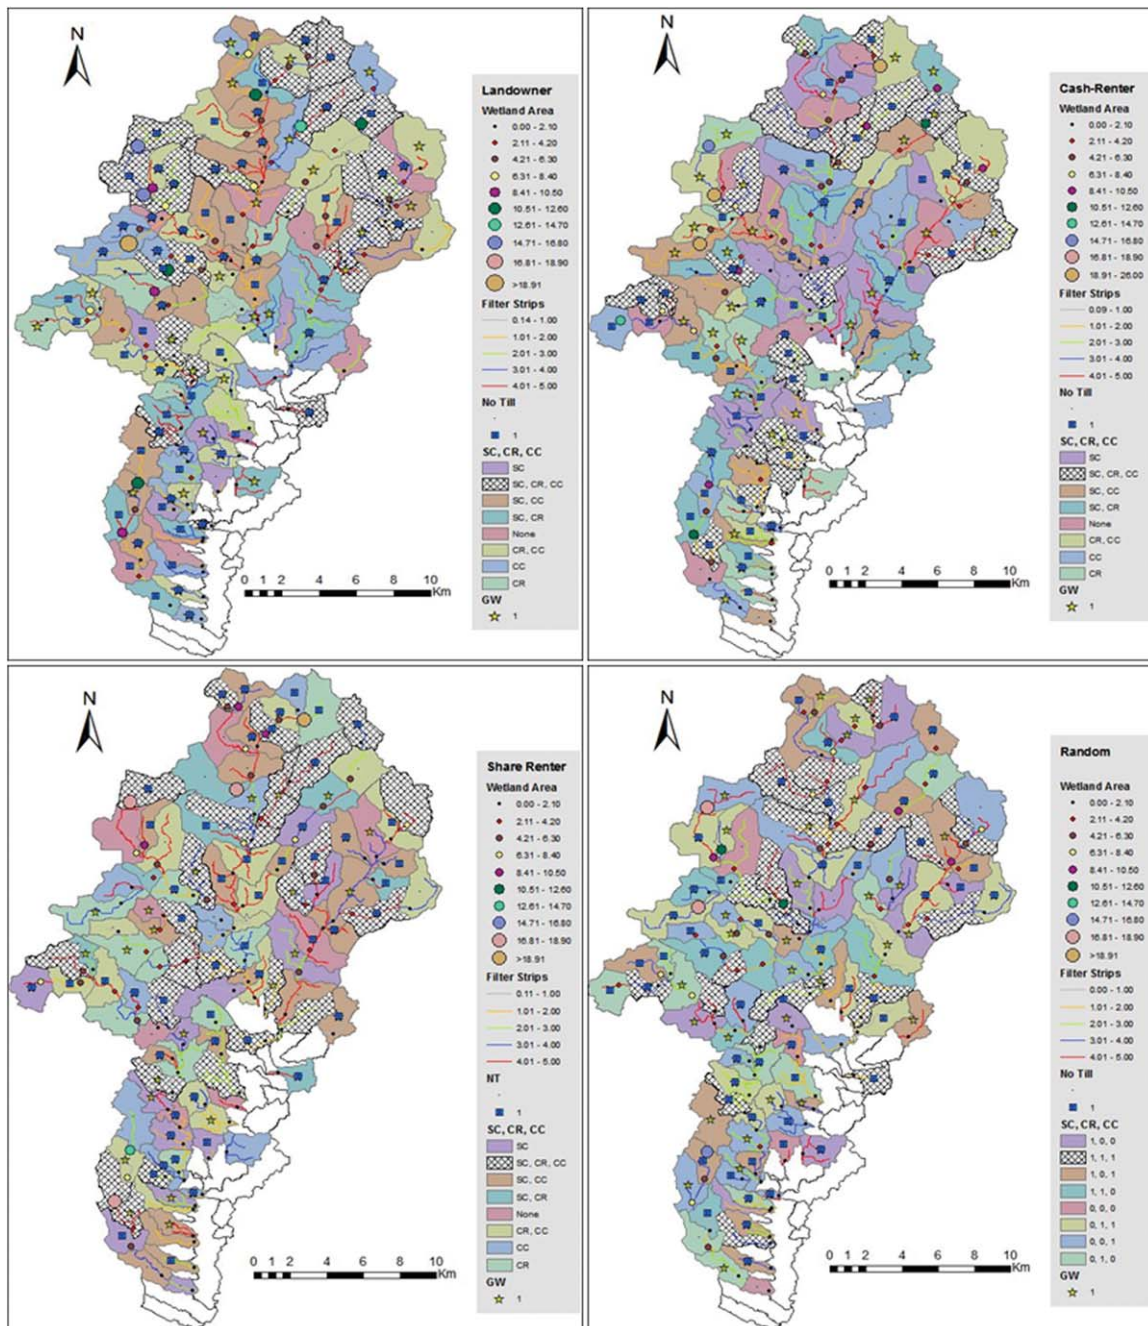 N
Landowner
Wetland Area
0.00 - 2.10
2.11 - 4.20
4.21 - 6.30
6.31 - 8.40
8.41 - 10.50
10.51 - 12.60
12.61 - 14.70
14.71 - 16.80
16.81 - 18.90
>18.91
Filter Strips
0.14 - 1.00
1.01 - 2.00
2.01 - 3.00
3.01 - 4.00
4.01 - 5.00
No Till
1
SC, CR, CC
SC
SC, CR, CC
SC, CC
SC, CR
None
CR, CC
CC
CR
GW
1
0 1 2 4 6 8 10
Km
N
Cash-Renter
Wetland Area
0.00 - 2.10
2.11 - 4.20
4.21 - 6.30
6.31 - 8.40
8.41 - 10.50
10.51 - 12.60
12.61 - 14.70
14.71 - 16.80
16.81 - 18.90
18.91 - 26.00
Filter Strips
0.09 - 1.00
1.01 - 2.00
2.01 - 3.00
3.01 - 4.00
4.01 - 5.00
No Till
1
SC, CR, CC
SC
SC, CR, CC
SC, CC
SC, CR
None
CR, CC
CC
CR
GW
1
0 1 2 4 6 8 10
Km
N
Share Renter
Wetland Area
0.00 - 2.10
2.11 - 4.20
4.21 - 6.30
6.31 - 8.40
8.41 - 10.50
10.51 - 12.60
12.61 - 14.70
14.71 - 16.80
16.81 - 18.90
>18.91
Filter Strips
0.11 - 1.00
1.01 - 2.00
2.01 - 3.00
3.01 - 4.00
4.01 - 5.00
NT
1
SC, CR, CC
SC
SC, CR, CC
SC, CC
SC, CR
None
CR, CC
CC
CR
GW
1
0 1 2 4 6 8 10
Km
N
Random
Wetland Area
0.00 - 2.10
2.11 - 4.20
4.21 - 6.30
6.31 - 8.40
8.41 - 10.50
10.51 - 12.60
12.61 - 14.70
14.71 - 16.80
16.81 - 18.90
>18.91
Filter Strips
0.00 - 1.00
1.01 - 2.00
2.01 - 3.00
3.01 - 4.00
4.01 - 5.00
No Till
1
SC, CR, CC
1, 0, 0
1, 1, 1
1, 0, 1
1, 1, 0
0, 0, 0
0, 1, 1
0, 0, 1
0, 1, 0
GW
1
0 1 2 4 6 8 10
Km